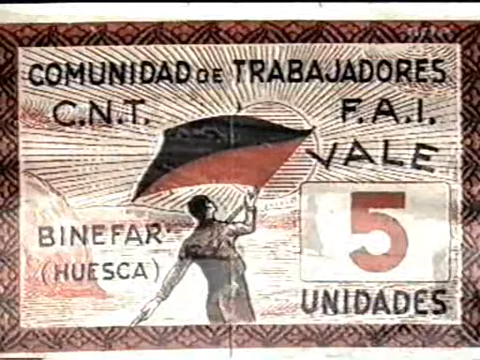 COMUNIDAD DE TRABAJADORES
C.N.T. F.A.I.
VALE
5
BINEFAR
(HUESCA)
UNIDADES